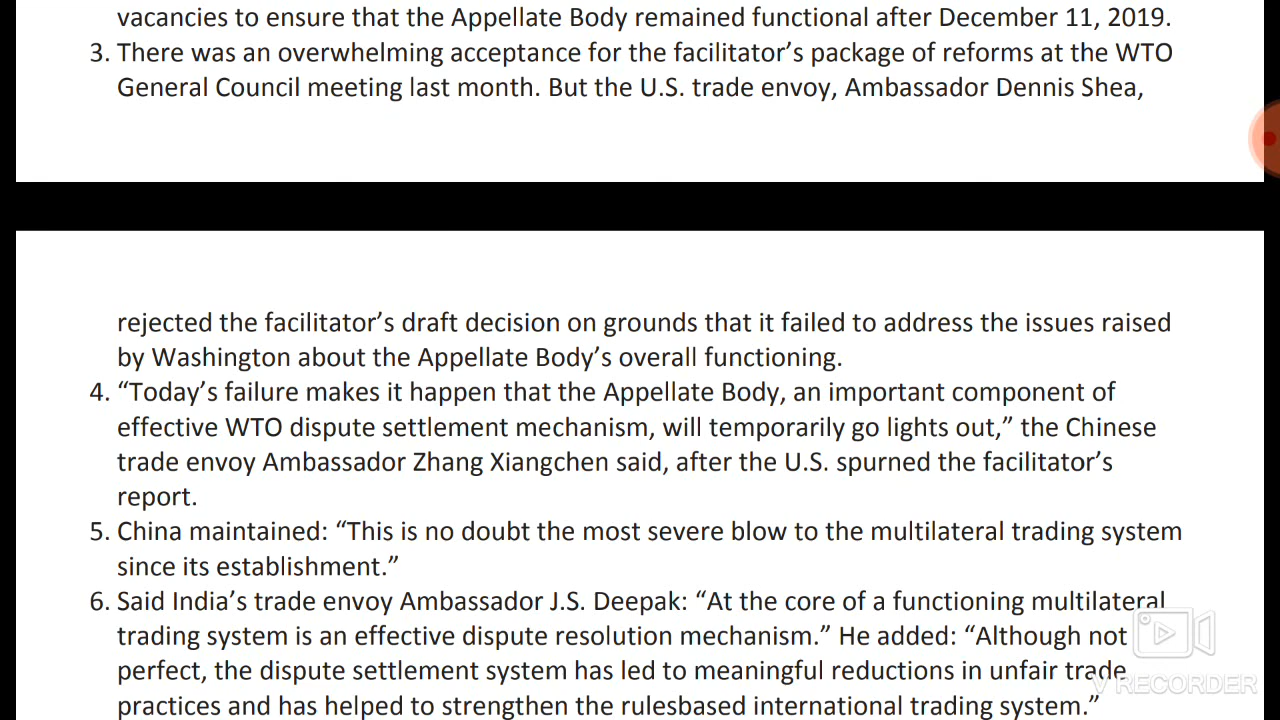 vacancies to ensure that the Appellate Body remained functional after December 11, 2019.
3. There was an overwhelming acceptance for the facilitator’s package of reforms at the WTO
General Council meeting last month. But the U.S. trade envoy, Ambassador Dennis Shea,
rejected the facilitator’s draft decision on grounds that it failed to address the issues raised
by Washington about the Appellate Body’s overall functioning.
4. “Today’s failure makes it happen that the Appellate Body, an important component of
effective WTO dispute settlement mechanism, will temporarily go lights out,” the Chinese
trade envoy Ambassador Zhang Xiangchen said, after the U.S. spurned the facilitator’s
report.
5. China maintained: “This is no doubt the most severe blow to the multilateral trading system
since its establishment.”
6. Said India’s trade envoy Ambassador J.S. Deepak: “At the core of a functioning multilateral
trading system is an effective dispute resolution mechanism.” He added: “Although not
perfect, the dispute settlement system has led to meaningful reductions in unfair trade
practices and has helped to strengthen the rulesbased international trading system.”
V RECORDER